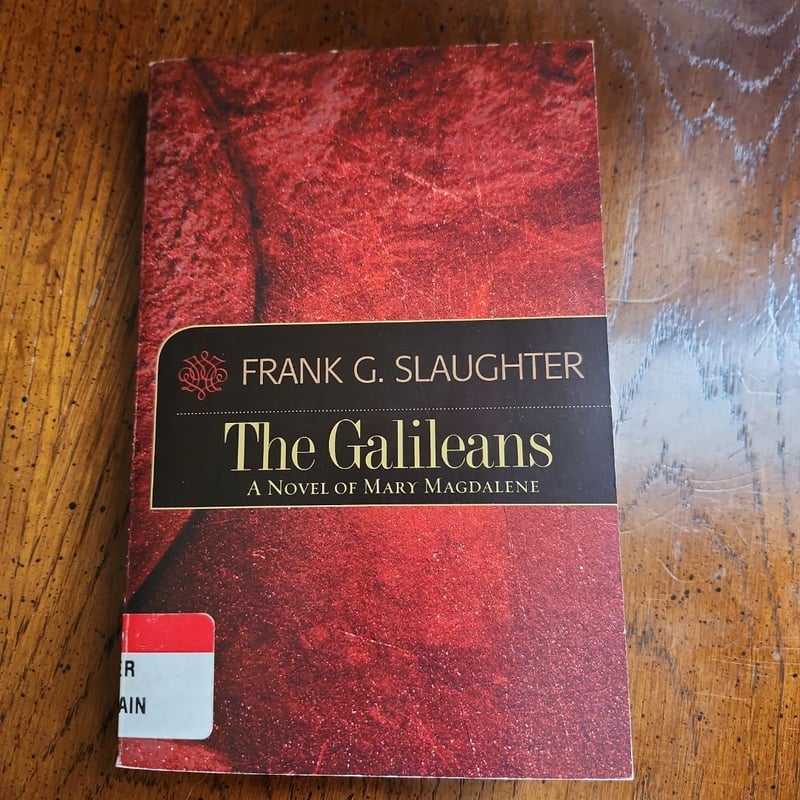 FRANK G. SLAUGHTER
The Galileans
A NOVEL OF MARY MAGDALENE
ER
AIN